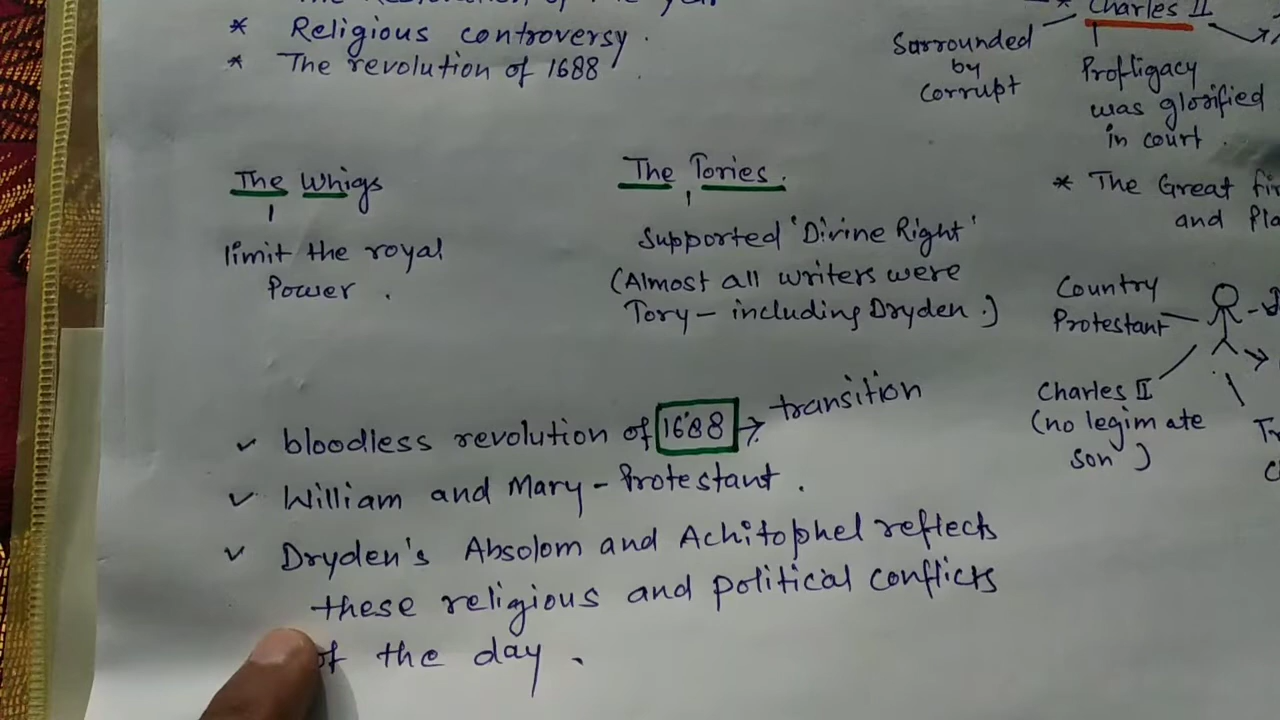 * Religious controversy.
* The revolution of 1688
The Whigs
limit the royal
Power.
The Tories.
Supported 'Divine Right'
(Almost all writers were
Tory - including Dryden.)
✓ bloodless revolution of 1688 → transition
✓ William and Mary - Protestant.
✓ Dryden's Absolom and Achitophel reflects
these religious and political conflicts
of the day.
* Charles II
Surrounded
by
Corrupt
Profligacy
was glorified
in court.
* The Great
and
Country
Protestant
Charles II
(no legim ate
son)